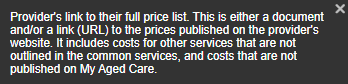 Provider's link to their full price list. This is either a document
and/or a link (URL) to the prices published on the provider's
website. It includes costs for other services that are not
outlined in the common services, and costs that are not
published on My Aged Care.